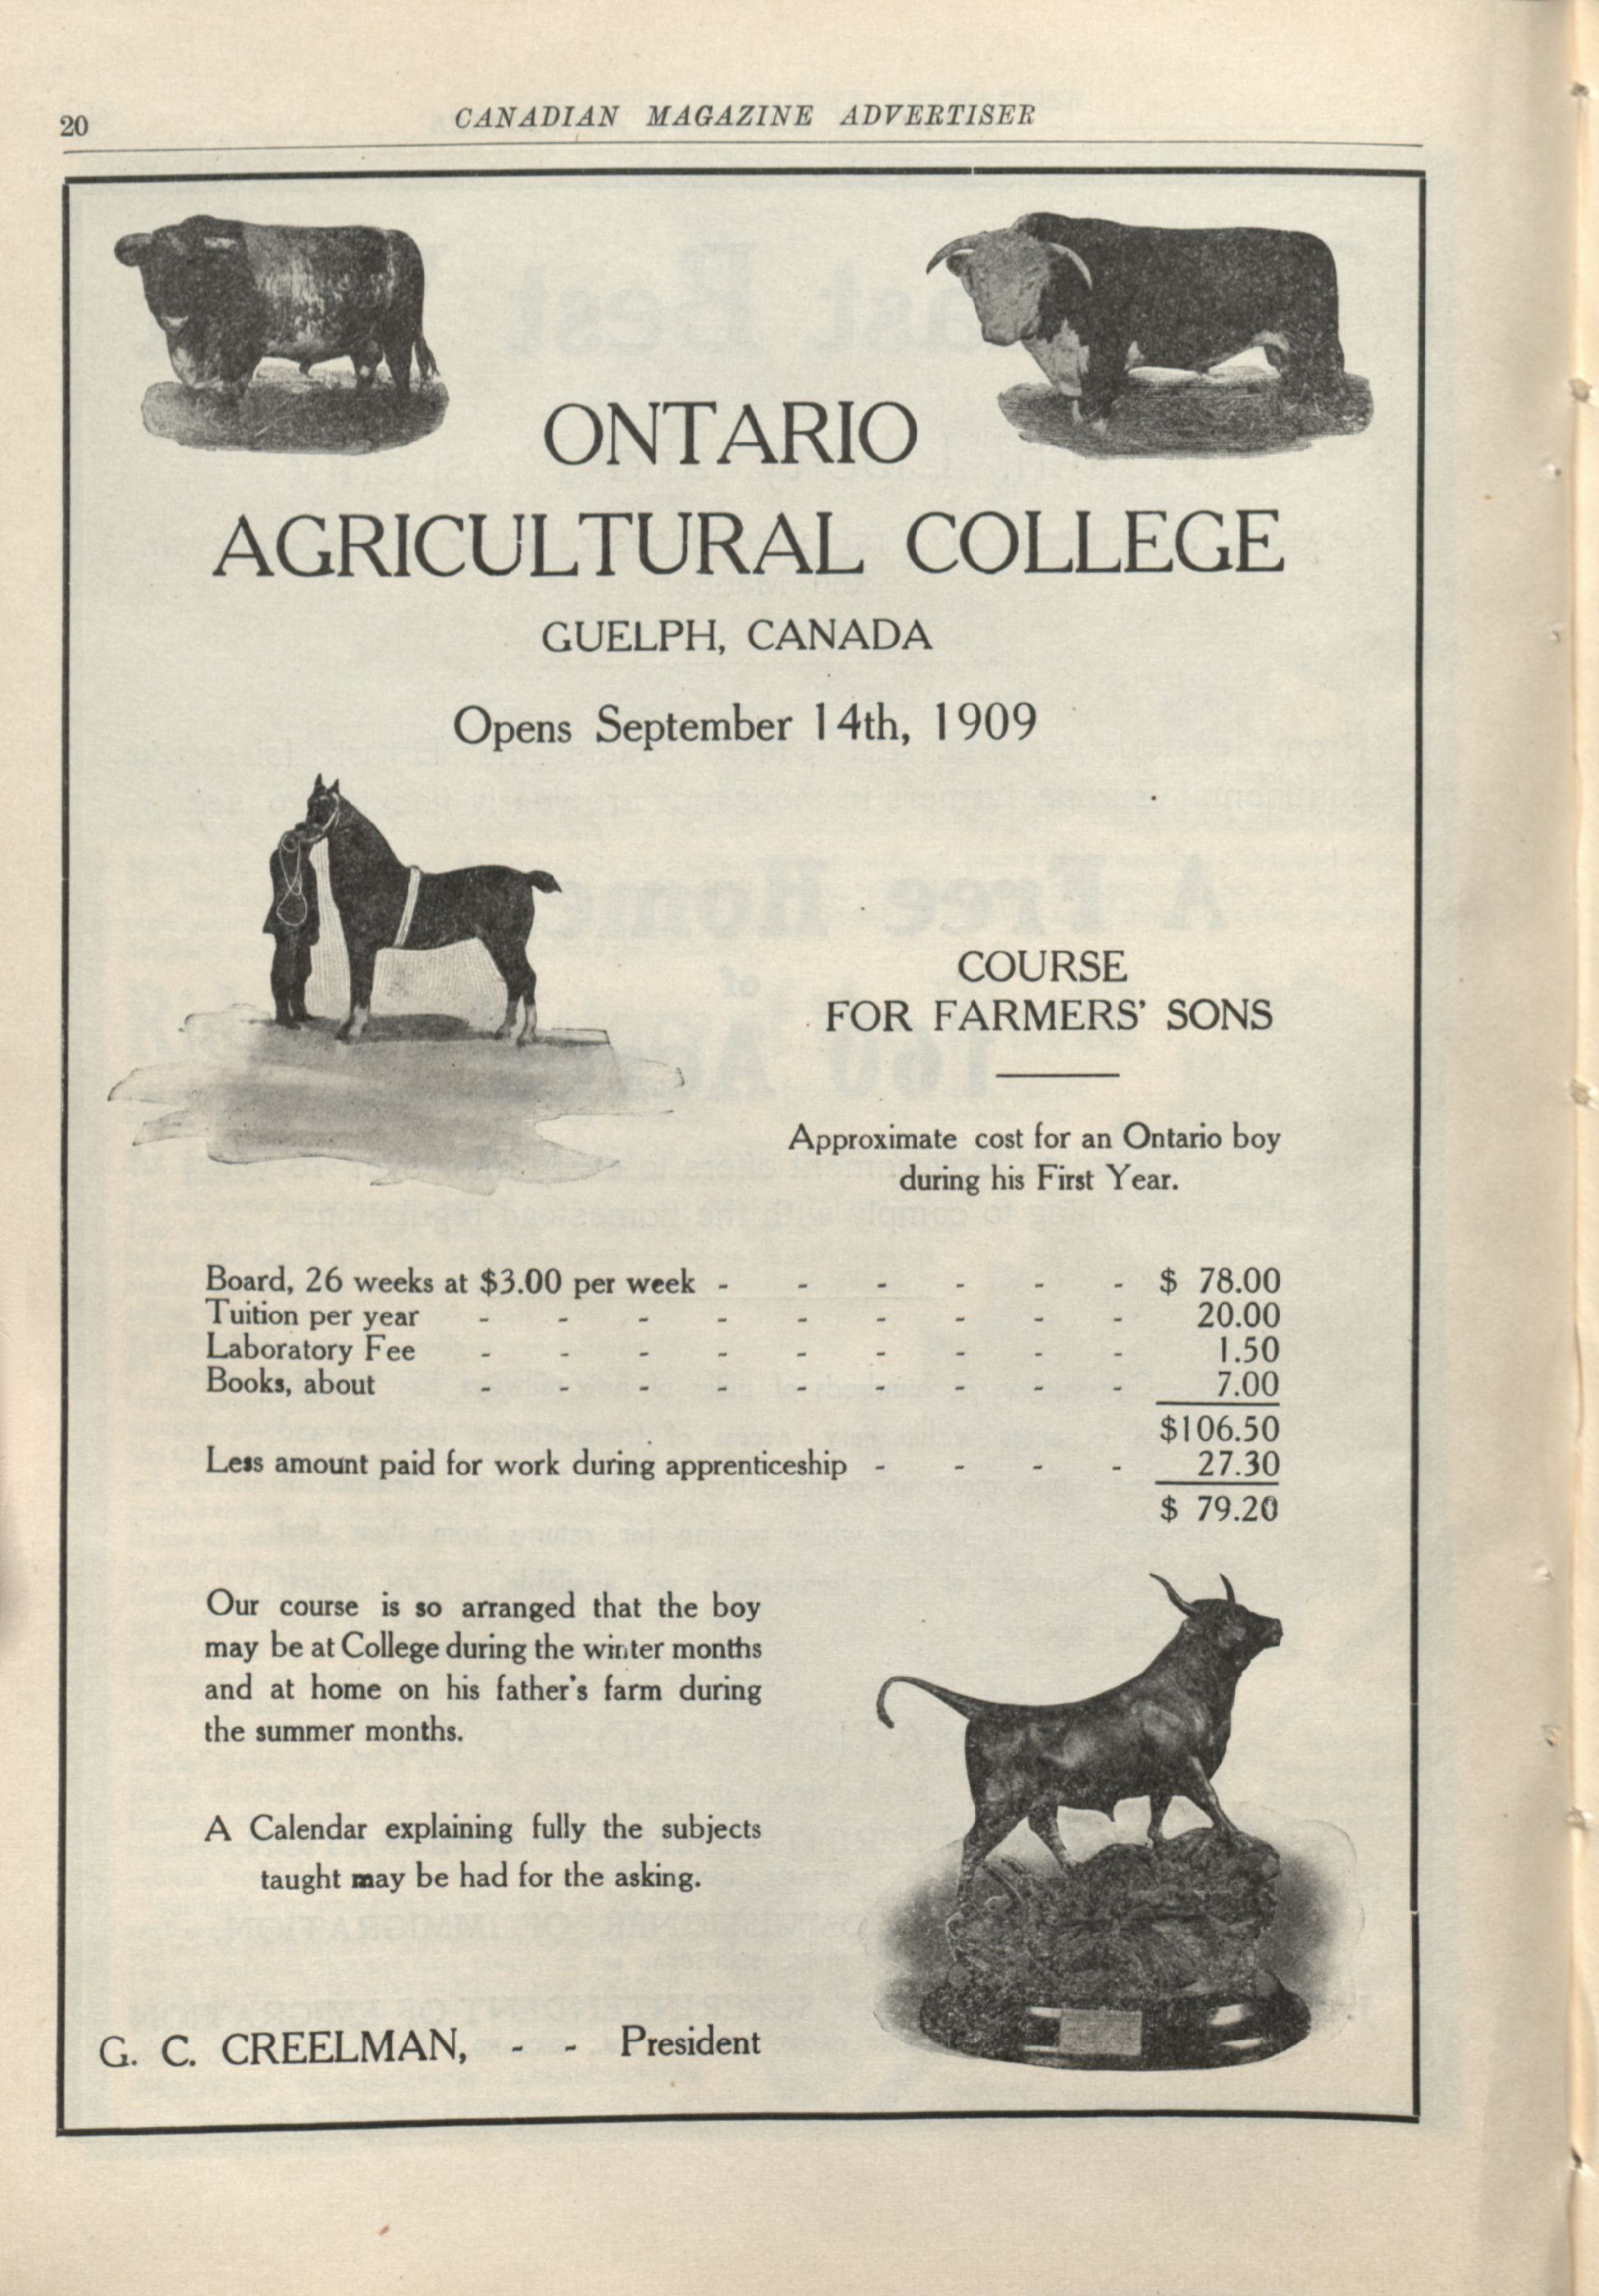 20
CANADIAN MAGAZINE ADVERTISER
ONTARIO
AGRICULTURAL COLLEGE
GUELPH, CANADA
Opens September 14th, 1909
COURSE
FOR FARMERS' SONS
Approximate cost for an Ontario boy
during his First Year.
Board, 26 weeks at $3.00 per week - - - - - - $ 78.00
Tuition per year - - - - - - - - - 20.00
Laboratory Fee - - - - - - - - - 1.50
Books, about - - - - - - - - - 7.00
$106.50
Less amount paid for work during apprenticeship - - - - 27.30
$ 79.20
Our course is so arranged that the boy
may be at College during the winter months
and at home on his father's farm during
the summer months.
A Calendar explaining fully the subjects
taught may be had for the asking.
G. C. CREELMAN, - - President